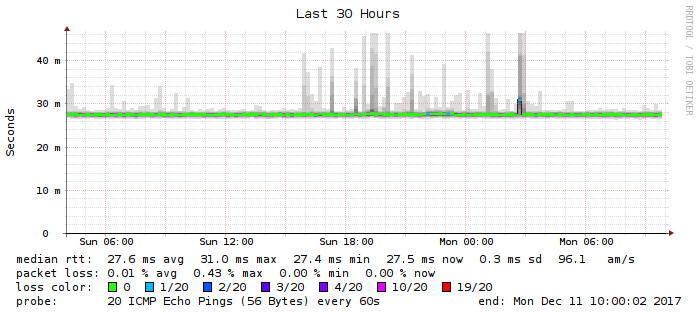 Last 30 Hours
RRDTOOL / TOBI OETIKER
Seconds
40 m
30 m
20 m
10 m
0
Sun 06:00 Sun 12:00 Sun 18:00 Mon 00:00 Mon 06:00
median rtt: 27.6 ms avg 31.0 ms max 27.4 ms min 27.5 ms now 0.3 ms sd 96.1 am/s
packet loss: 0.01 % avg 0.43 % max 0.00 % min 0.00 % now
loss color: 0 1/20 2/20 3/20 4/20 10/20 19/20
probe: 20 ICMP Echo Pings (56 Bytes) every 60s end: Mon Dec 11 10:00:02 2017